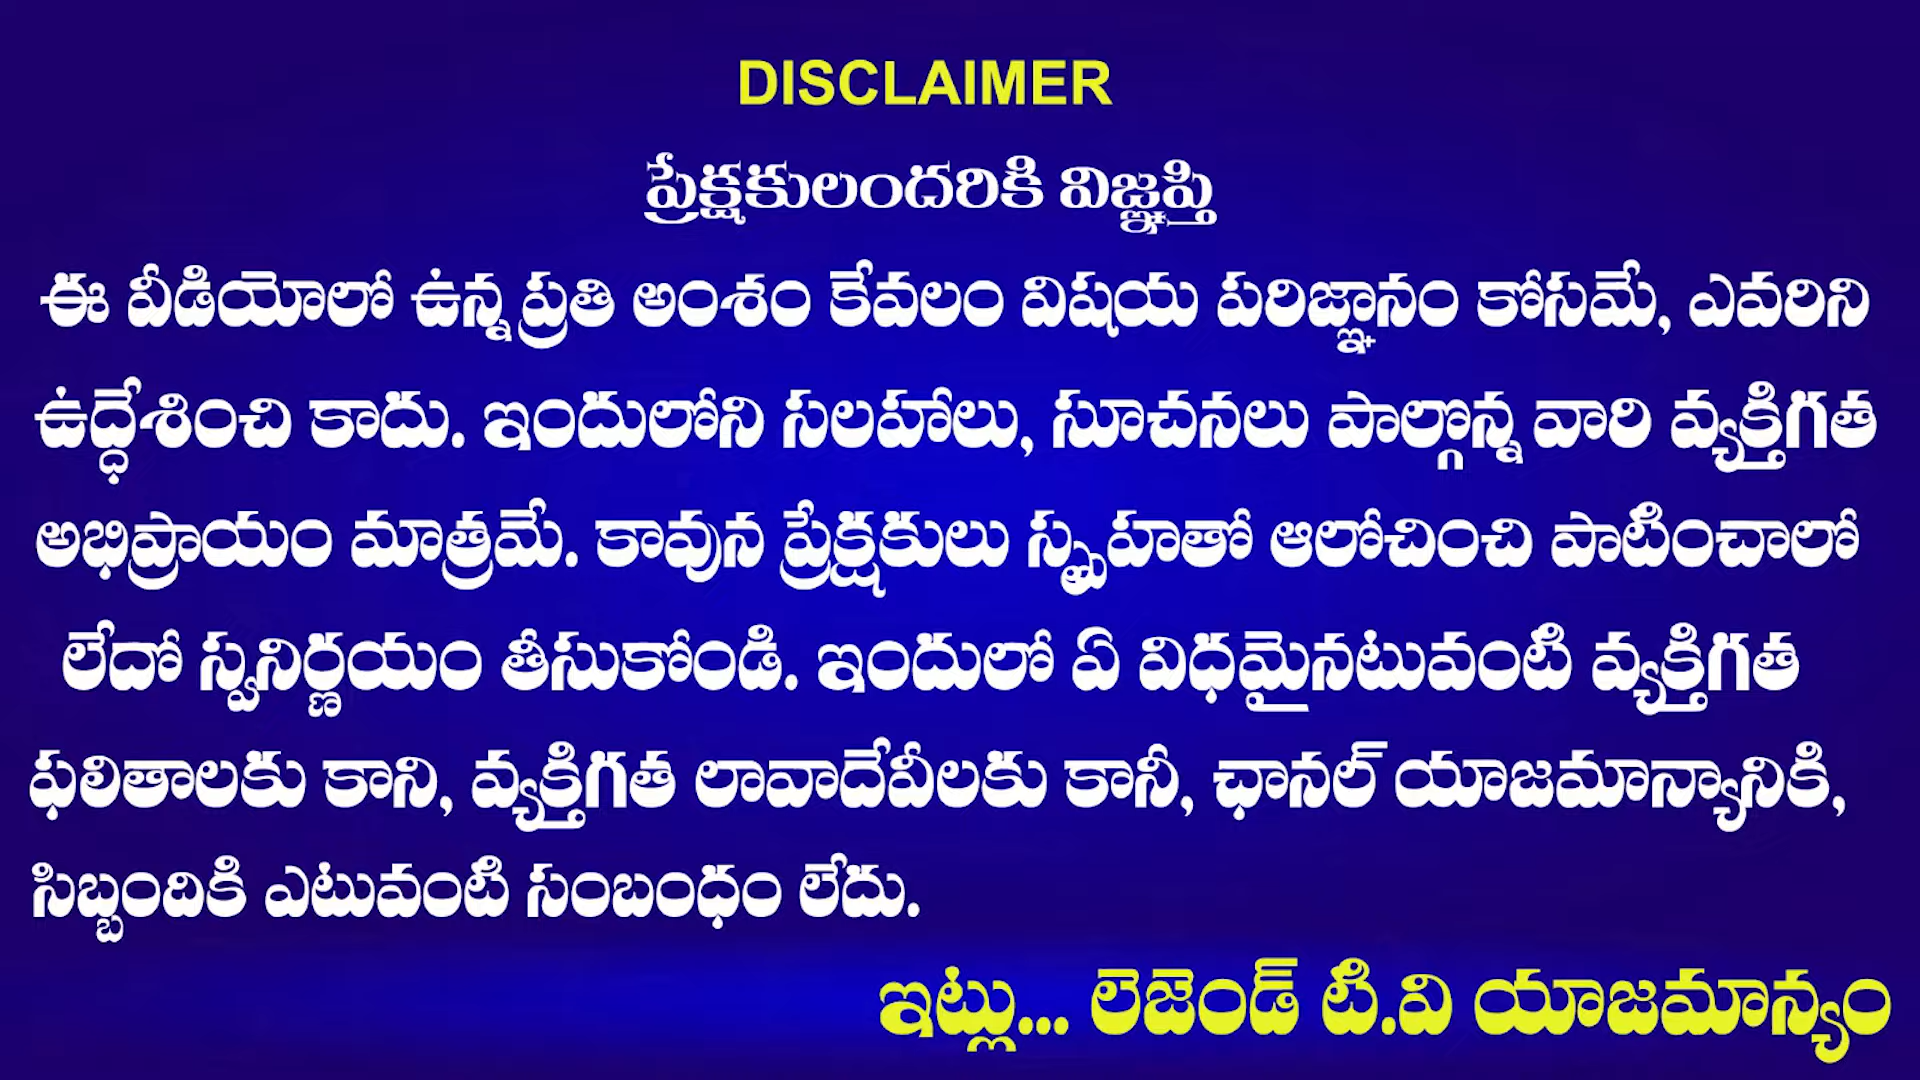 DISCLAIMER
ప్రేక్షకులందరికి విజ్ఞప్తి
ఈ వీడియోలో ఉన్న ప్రతి అంశం కేవలం విషయ పరిజ్ఞానం కోసమే, ఎవరిని
ఉద్ధేశించి కాదు. ఇందులోని సలహాలు, సూచనలు పాల్గొన్న వారి వ్యక్తిగత
అభిప్రాయం మాత్రమే. కావున ప్రేక్షకులు స్పృహతో ఆలోచించి పాటించాలో
లేదో స్వనిర్ణయం తీసుకోండి. ఇందులో ఏ విధమైనటువంటి వ్యక్తిగత
ఫలితాలకు కాని, వ్యక్తిగత లావాదేవీలకు కానీ, ఛానల్ యాజమాన్యానికి,
సిబ్బందికి ఎటువంటి సంబంధం లేదు.
ఇట్లు... లెజెండ్ టి.వి యాజమాన్యం